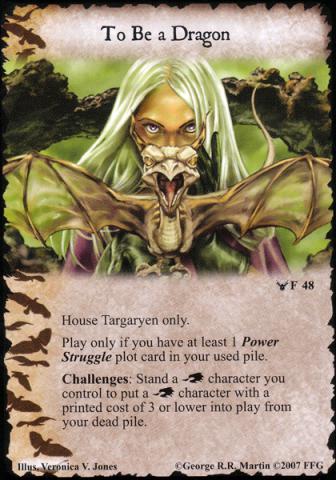 To Be a Dragon
F 48
House Targaryen only.
Play only if you have at least 1 Power
Struggle plot card in your used pile.
Challenges: Stand a character you
control to put a character with a
printed cost of 3 or lower into play from
your dead pile.
Illus. Veronica V. Jones ©George R.R. Martin ©2007 FFG